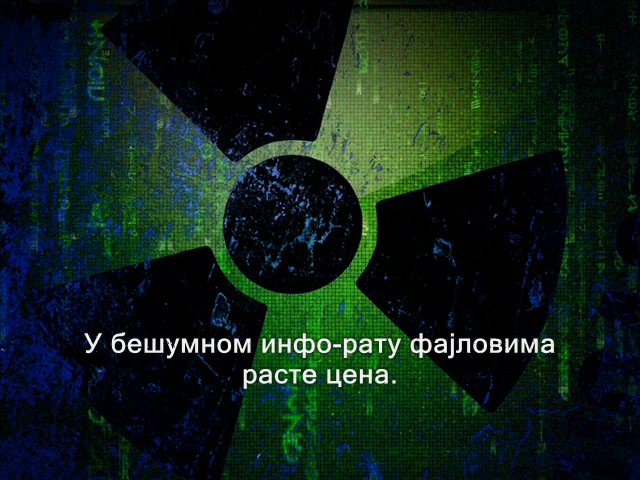 У бешумном инфо-рату фајловима
расте цена.